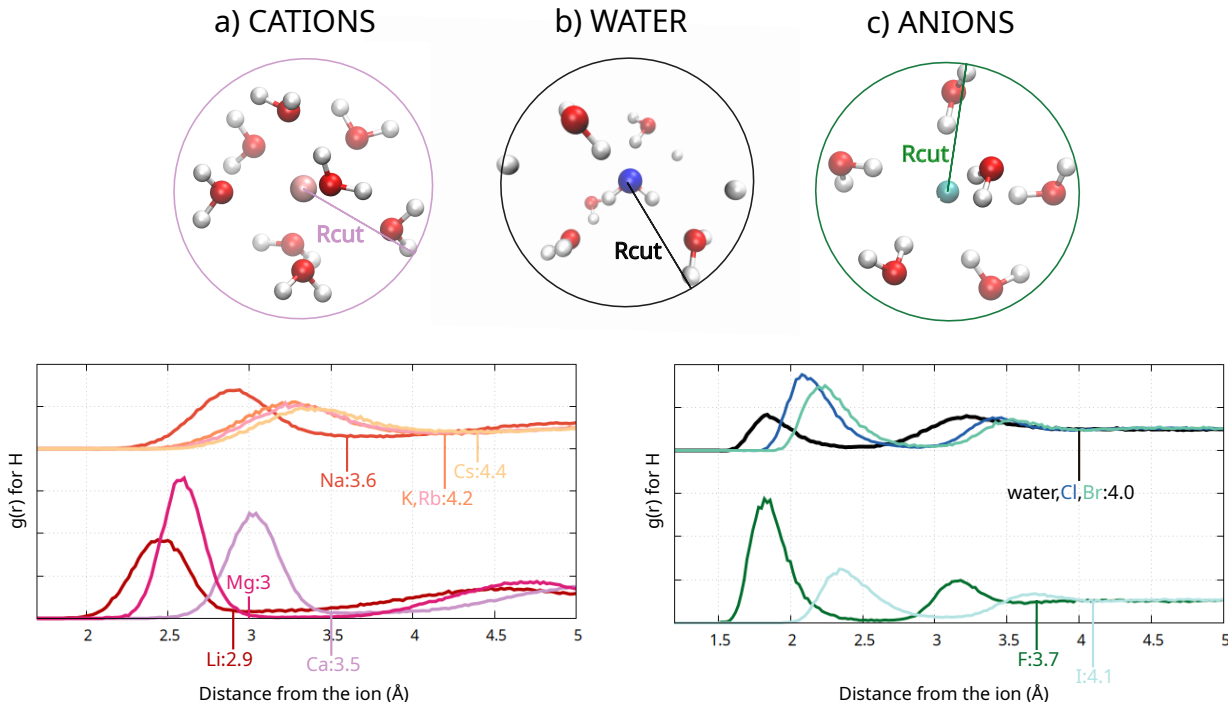 a) CATIONS
b) WATER
c) ANIONS
Rcut
Rcut
Rcut
g(r) for H
Na:3.6
K,Rb:4.2
Cs:4.4
Mg:3
2
2.5
3
3.5
4
4.5
5
Li:2.9
Ca:3.5
Distance from the ion (Å)
g(r) for H
water,Cl,Br:4.0
1.5
2
2.5
3
3.5
4
4.5
5
F:3.7
I:4.1
Distance from the ion (Å)